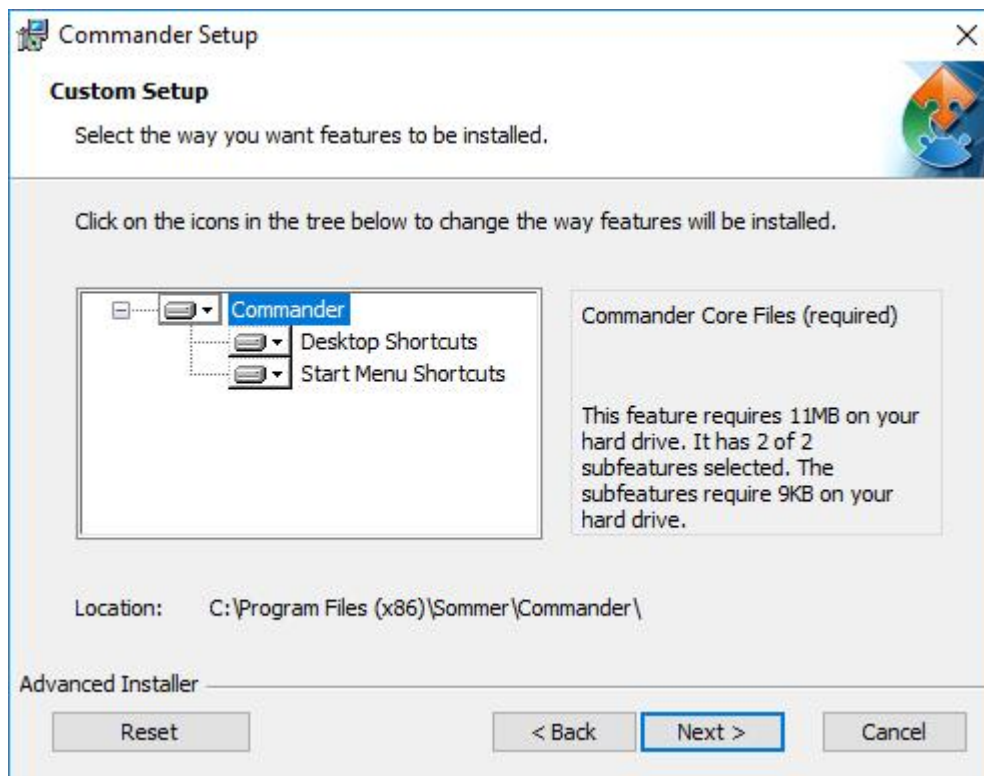 Commander Setup
Custom Setup
Select the way you want features to be installed.
Click on the icons in the tree below to change the way features will be installed.
Commander
Desktop Shortcuts
Start Menu Shortcuts
Commander Core Files (required)
This feature requires 11MB on your
hard drive. It has 2 of 2
subfeatures selected. The
subfeatures require 9KB on your
hard drive.
Location: C:\Program Files (x86)\Sommer\Commander\
Advanced Installer
Reset < Back Next > Cancel